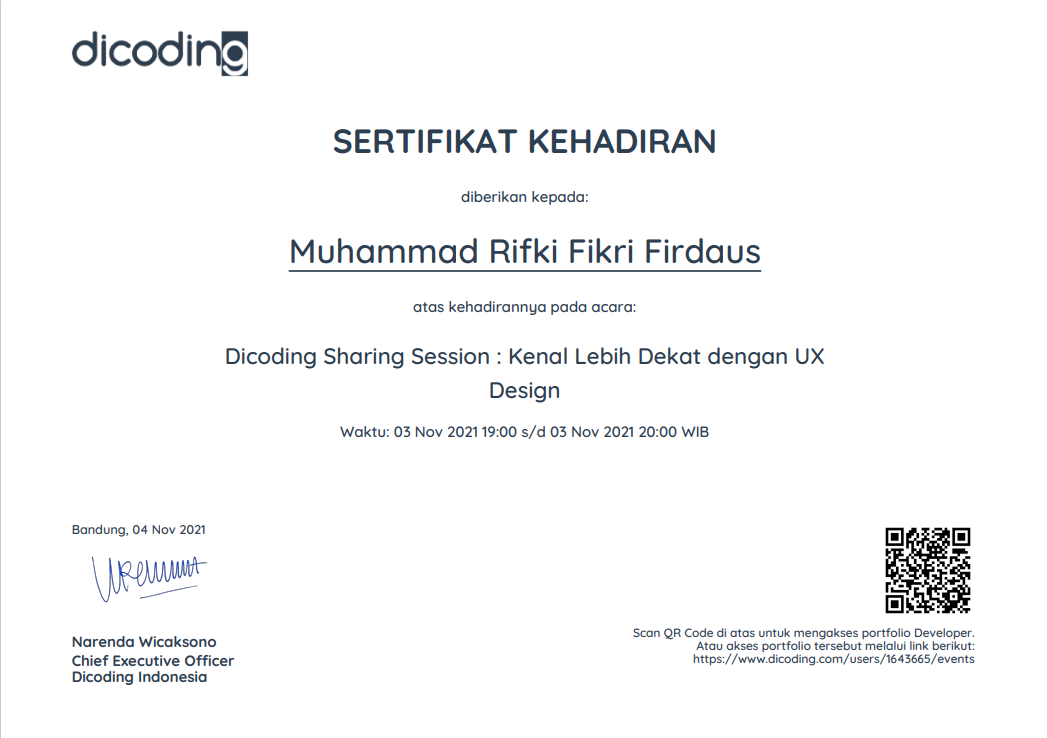 dicoding
SERTIFIKAT KEHADIRAN
diberikan kepada:
Muhammad Rifki Fikri Firdaus
atas kehadirannya pada acara:
Dicoding Sharing Session : Kenal Lebih Dekat dengan UX
Design
Waktu: 03 Nov 2021 19:00 s/d 03 Nov 2021 20:00 WIB
Bandung, 04 Nov 2021
Narenda Wicaksono
Chief Executive Officer
Dicoding Indonesia
Scan QR Code di atas untuk mengakses portfolio Developer.
Atau akses portfolio tersebut melalui link berikut:
https://www.dicoding.com/users/1643665/events